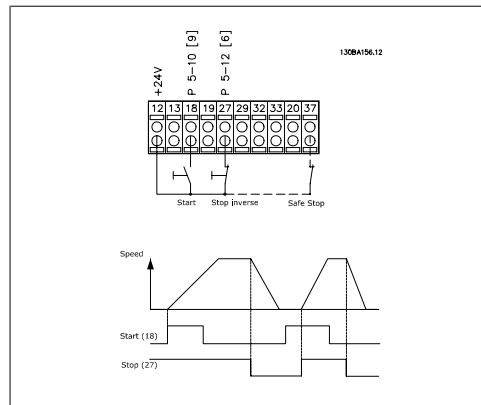 130BA156.12
+24V
P 5-10 [9]
P 5-12 [6]
12 13 18 19 27 29 32 33 20 37
Start Stop inverse Safe Stop
Speed
Start (18)
Stop (27)